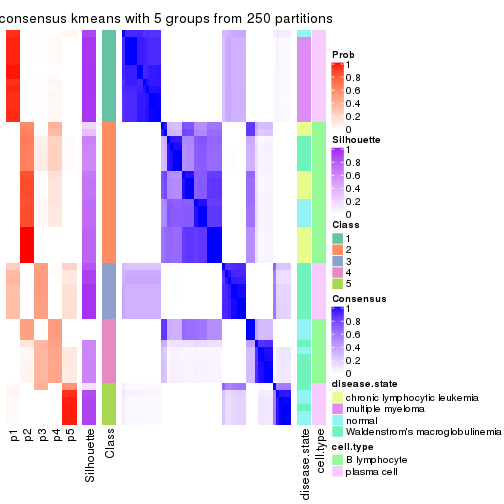 consensus kmeans with 5 groups from 250 partitions
Prob
1
0.8
0.6
0.4
0.2
0
Silhouette
1
0.8
0.6
0.4
0.2
0
Class
1
2
3
4
5
Consensus
1
0.8
0.6
0.4
0.2
0
disease.state
chronic lymphocytic leukemia
multiple myeloma
normal
Waldenstrom's macroglobulinemia
cell.type
B lymphocyte
plasma cell
p1
p2
p3
p4
p5
Silhouette
Class
disease.state
cell.type